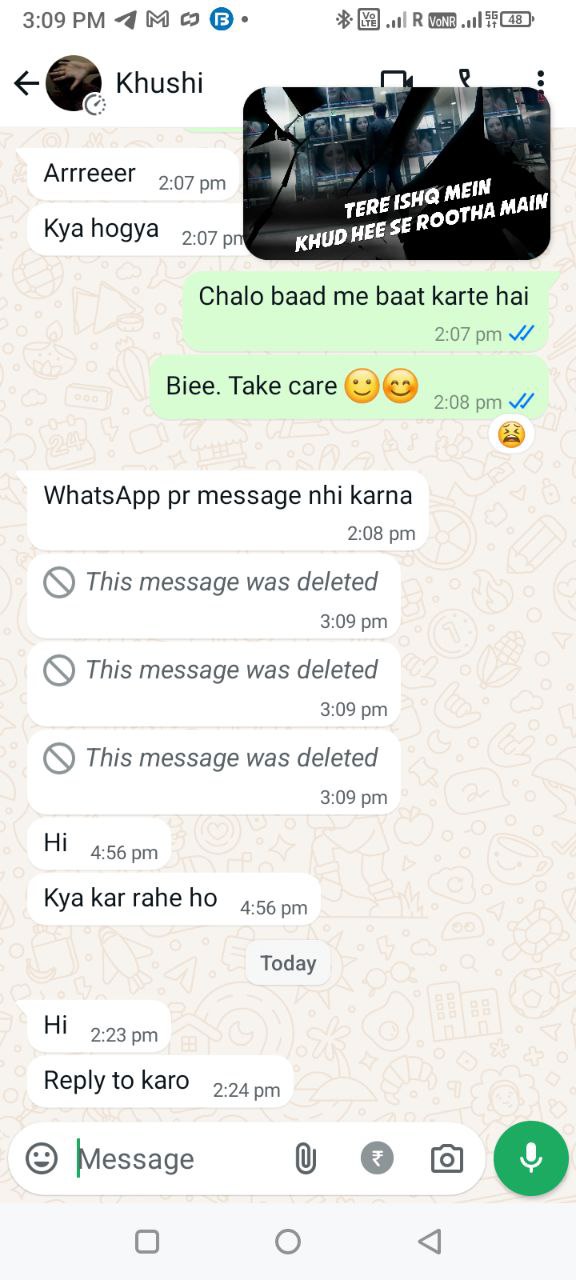 3:09 PM
R
Vo LTE
VoNR
48
Khushi
TERE ISHQ MEIN
KHUD HEE SE ROOTHA MAIN
Arrreeer 2:07 pm
Kya hogya 2:07 pm
Chalo baad me baat karte hai
2:07 pm
Biee. Take care 🙂😊 2:08 pm
😫
WhatsApp pr message nhi karna
2:08 pm
This message was deleted
3:09 pm
This message was deleted
3:09 pm
This message was deleted
3:09 pm
Hi 4:56 pm
Kya kar rahe ho 4:56 pm
Today
Hi 2:23 pm
Reply to karo 2:24 pm
Message ₹